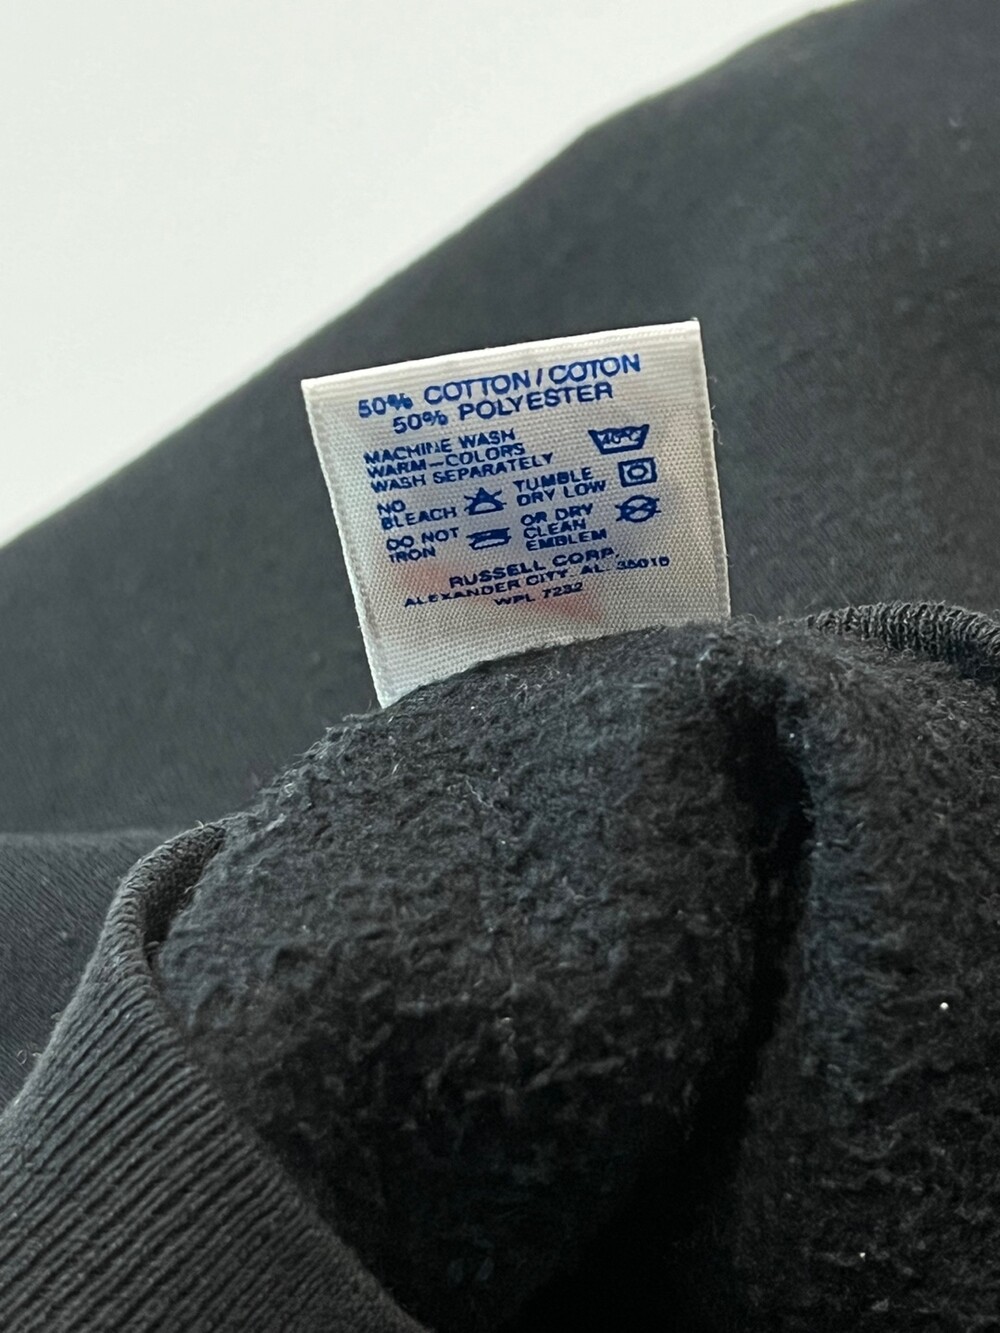 50% COTTON/COTON
50% POLYESTER
MACHINE WASH
WARM-COLORS
WASH SEPARATELY
40°C
NO
BLEACH
TUMBLE
DRY LOW
DO NOT
IRON
OR DRY
CLEAN
EMBLEM
RUSSELL CORP.
ALEXANDER CITY, AL. 35010
WPL 7232